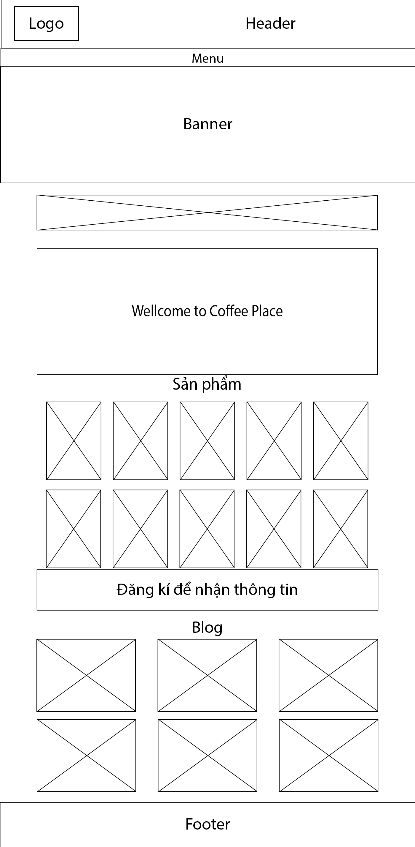 Logo
Header
Menu
Banner
Wellcome to Coffee Place
Sản phẩm
Đăng kí để nhận thông tin
Blog
Footer